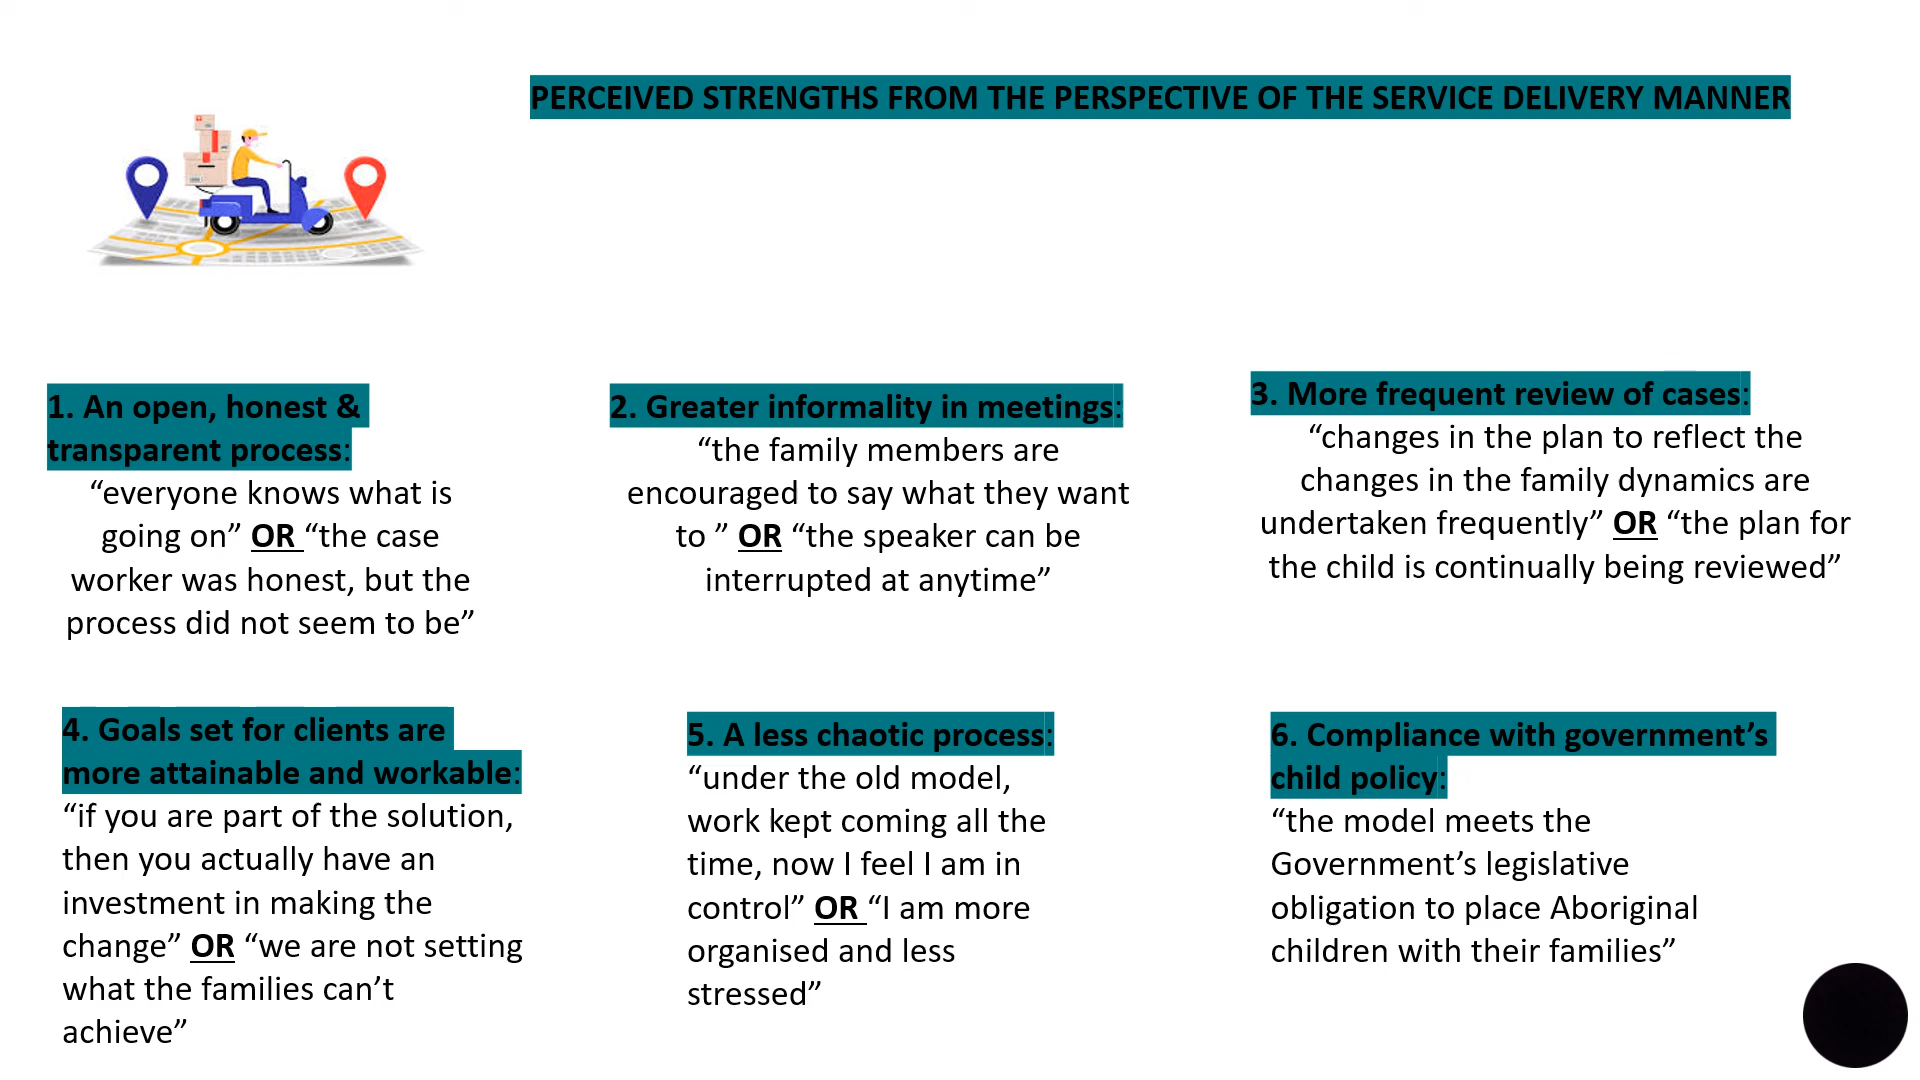 PERCEIVED STRENGTHS FROM THE PERSPECTIVE OF THE SERVICE DELIVERY MANNER
1. An open, honest &
transparent process:
“everyone knows what is
going on” OR “the case
worker was honest, but the
process did not seem to be”
2. Greater informality in meetings:
“the family members are
encouraged to say what they want
to ” OR “the speaker can be
interrupted at anytime”
3. More frequent review of cases:
“changes in the plan to reflect the
changes in the family dynamics are
undertaken frequently” OR “the plan for
the child is continually being reviewed”
4. Goals set for clients are
more attainable and workable:
“if you are part of the solution,
then you actually have an
investment in making the
change” OR “we are not setting
what the families can’t
achieve”
5. A less chaotic process:
“under the old model,
work kept coming all the
time, now I feel I am in
control” OR “I am more
organised and less
stressed”
6. Compliance with government’s
child policy:
“the model meets the
Government’s legislative
obligation to place Aboriginal
children with their families”